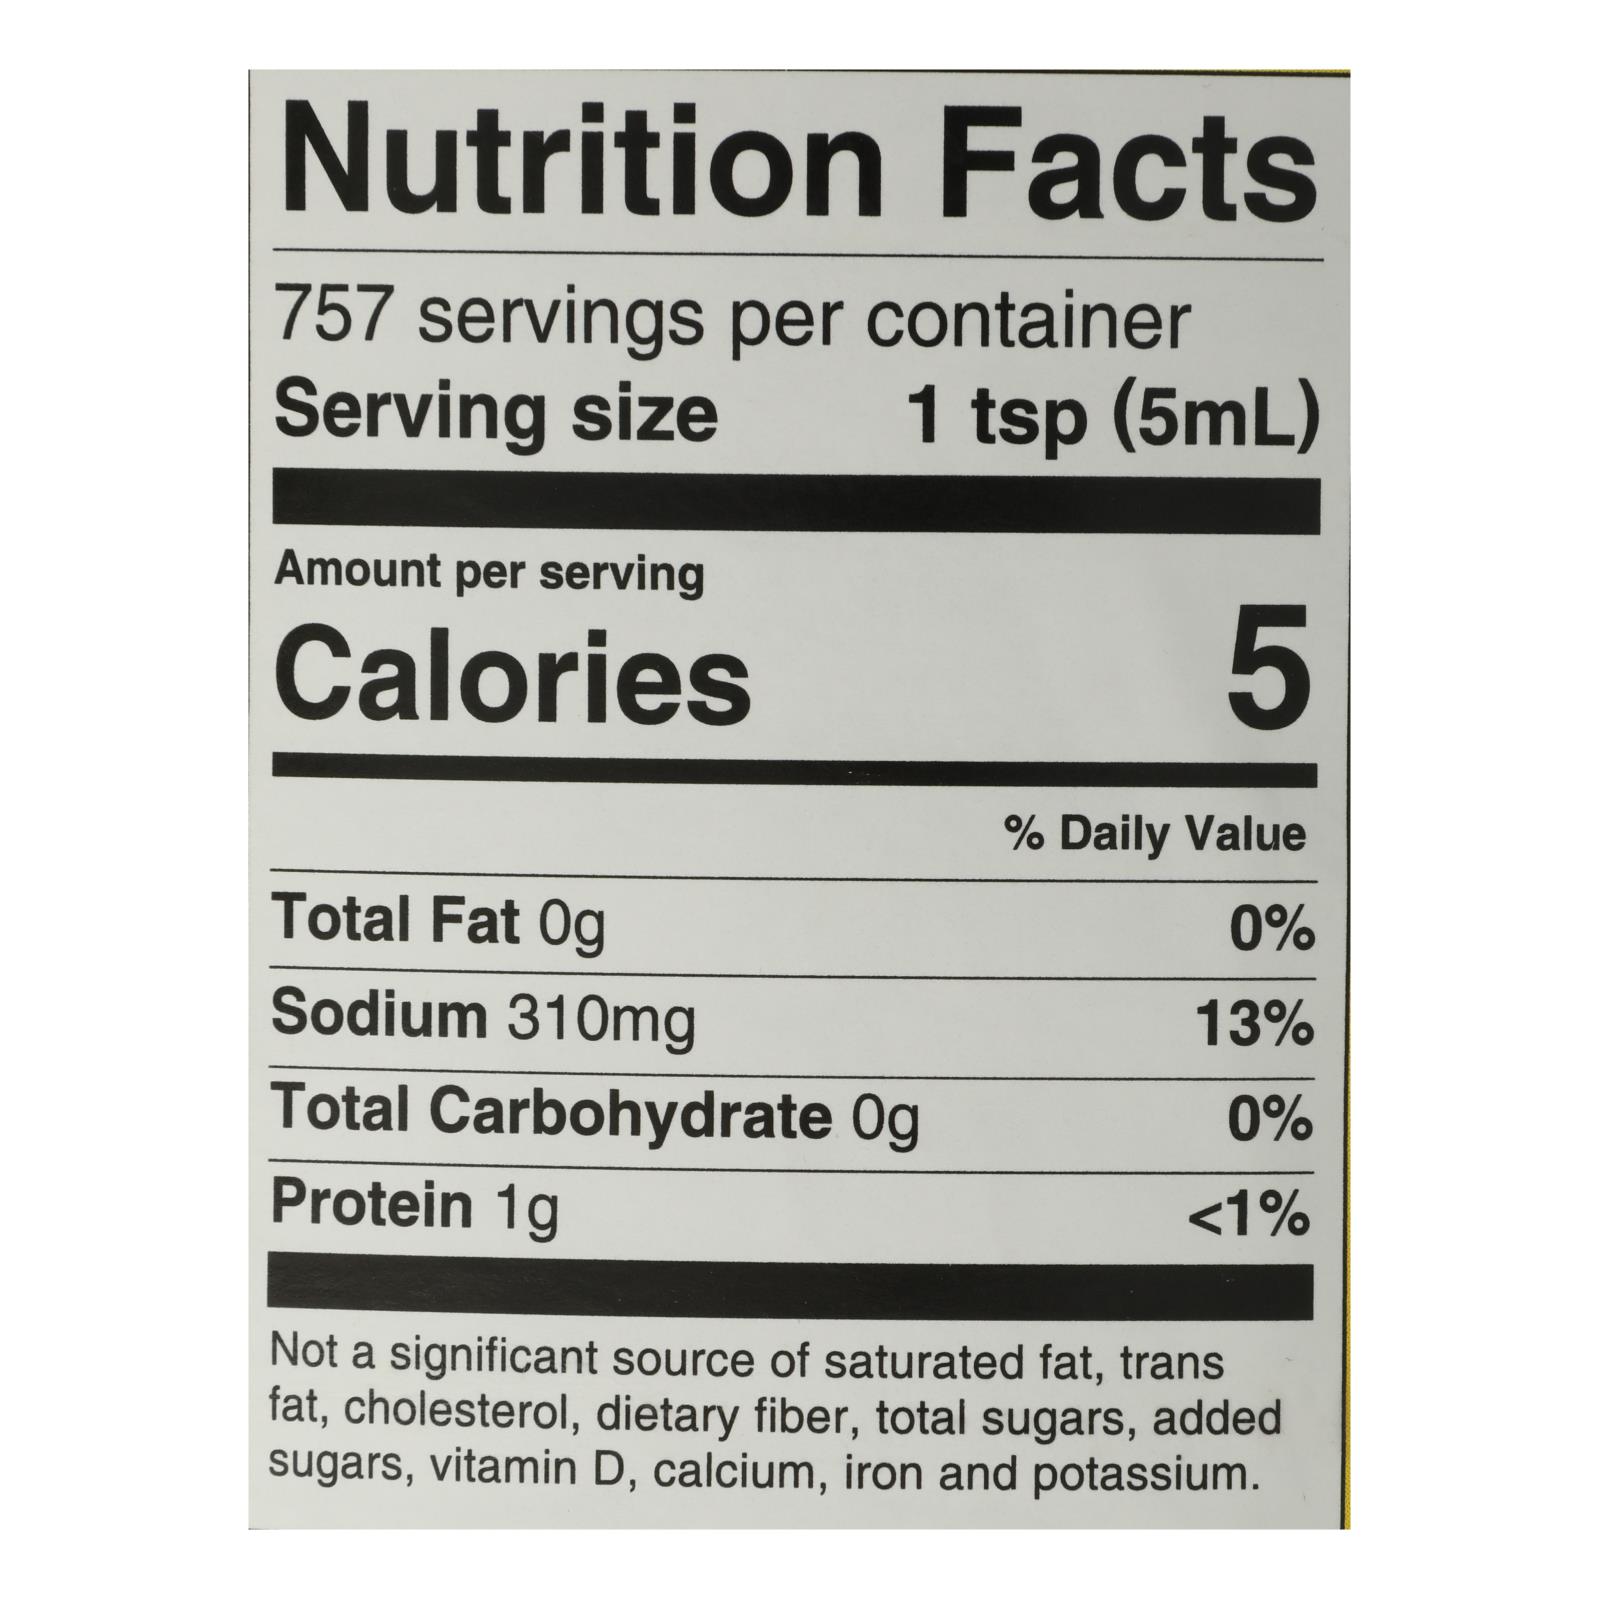 Nutrition Facts
757 servings per container
Serving size 1 tsp (5mL)
Amount per serving
Calories 5
% Daily Value
Total Fat 0g 0%
Sodium 310mg 13%
Total Carbohydrate 0g 0%
Protein 1g <1%
Not a significant source of saturated fat, trans
fat, cholesterol, dietary fiber, total sugars, added
sugars, vitamin D, calcium, iron and potassium.